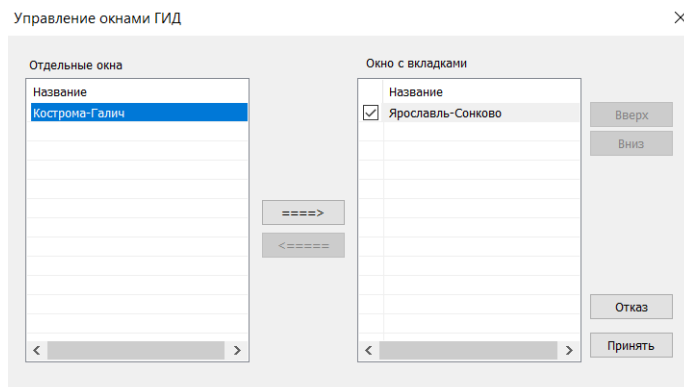 Управление окнами ГИД
Отдельные окна
Название
Кострома-Галич
====>
<=====
Окно с вкладками
Название
Ярославль-Сонково
Вверх
Вниз
Отказ
Принять